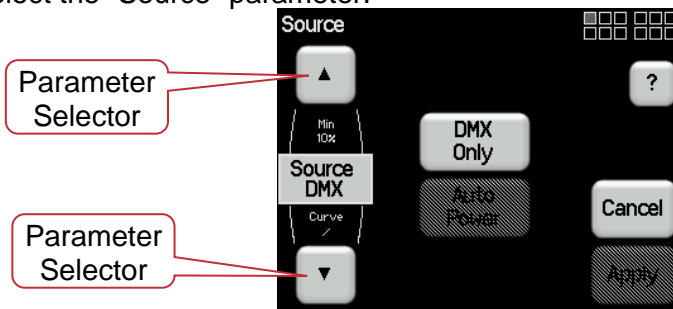 elect the "Source" parameter.
Source
Parameter
Selector
▲
?
Min
10%
DMX
Only
Source
DMX
Auto
Power
Cancel
Curve
/
Parameter
Selector
▼
Apply